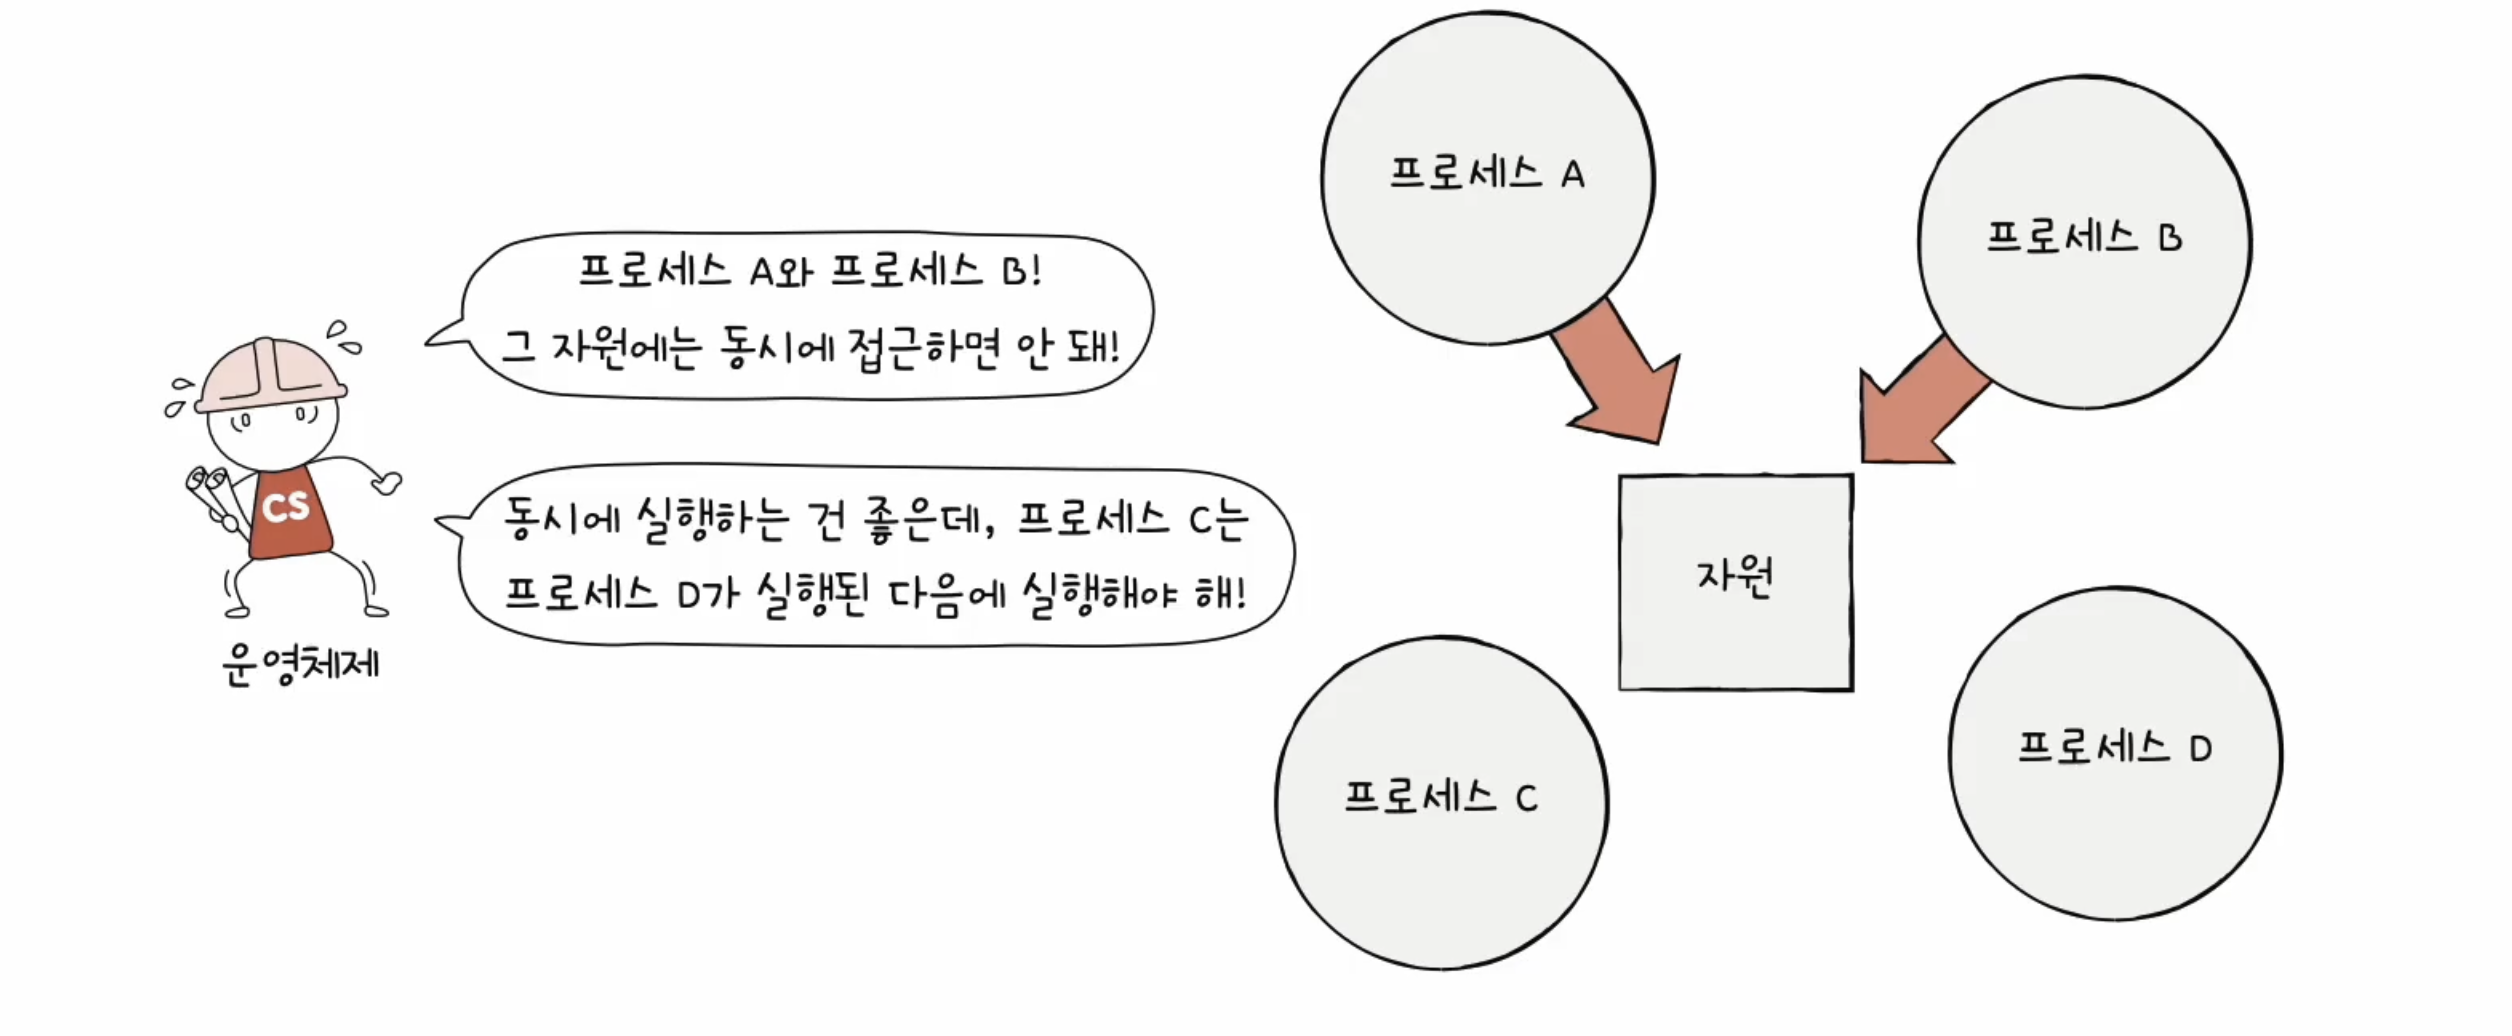 프로세스 A
프로세스 B
프로세스 A와 프로세스 B!
그 자원에는 동시에 접근하면 안 돼!
CS
동시에 실행하는 건 좋은데, 프로세스 C는
프로세스 D가 실행된 다음에 실행해야 해!
자원
운영체제
프로세스 D
프로세스 C